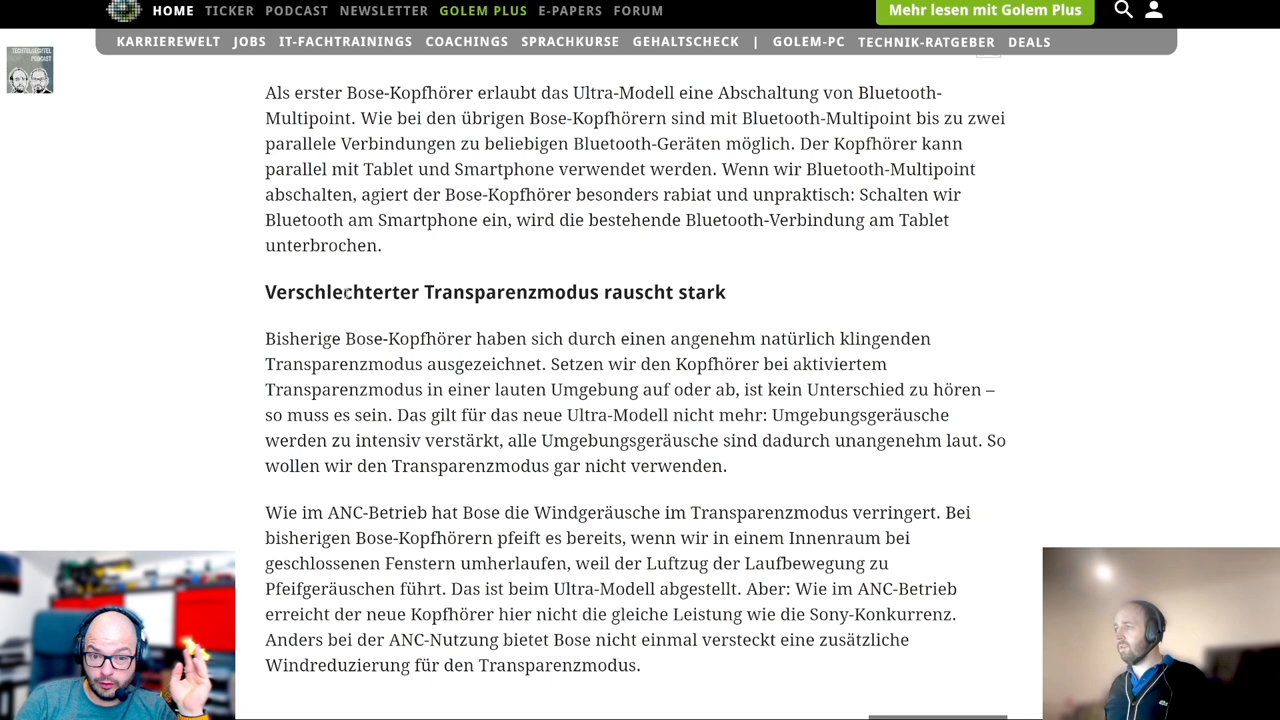 HOME TICKER PODCAST NEWSLETTER GOLEM PLUS E-PAPERS FORUM Mehr lesen mit Golem Plus
KARRIEREWELT JOBS IT-FACHTRAININGS COACHINGS SPRACHKURSE GEHALTSCHECK | GOLEM-PC TECHNIK-RATGEBER DEALS
TECHTELMECHTEL
PODCAST
Als erster Bose-Kopfhörer erlaubt das Ultra-Modell eine Abschaltung von Bluetooth-
Multipoint. Wie bei den übrigen Bose-Kopfhörern sind mit Bluetooth-Multipoint bis zu zwei
parallele Verbindungen zu beliebigen Bluetooth-Geräten möglich. Der Kopfhörer kann
parallel mit Tablet und Smartphone verwendet werden. Wenn wir Bluetooth-Multipoint
abschalten, agiert der Bose-Kopfhörer besonders rabiat und unpraktisch: Schalten wir
Bluetooth am Smartphone ein, wird die bestehende Bluetooth-Verbindung am Tablet
unterbrochen.
Verschlechterter Transparenzmodus rauscht stark
Bisherige Bose-Kopfhörer haben sich durch einen angenehm natürlich klingenden
Transparenzmodus ausgezeichnet. Setzen wir den Kopfhörer bei aktiviertem
Transparenzmodus in einer lauten Umgebung auf oder ab, ist kein Unterschied zu hören –
so muss es sein. Das gilt für das neue Ultra-Modell nicht mehr: Umgebungsgeräusche
werden zu intensiv verstärkt, alle Umgebungsgeräusche sind dadurch unangenehm laut. So
wollen wir den Transparenzmodus gar nicht verwenden.
Wie im ANC-Betrieb hat Bose die Windgeräusche im Transparenzmodus verringert. Bei
bisherigen Bose-Kopfhörern pfeift es bereits, wenn wir in einem Innenraum bei
geschlossenen Fenstern umherlaufen, weil der Luftzug der Laufbewegung zu
Pfeifgeräuschen führt. Das ist beim Ultra-Modell abgestellt. Aber: Wie im ANC-Betrieb
erreicht der neue Kopfhörer hier nicht die gleiche Leistung wie die Sony-Konkurrenz.
Anders bei der ANC-Nutzung bietet Bose nicht einmal versteckt eine zusätzliche
Windreduzierung für den Transparenzmodus.